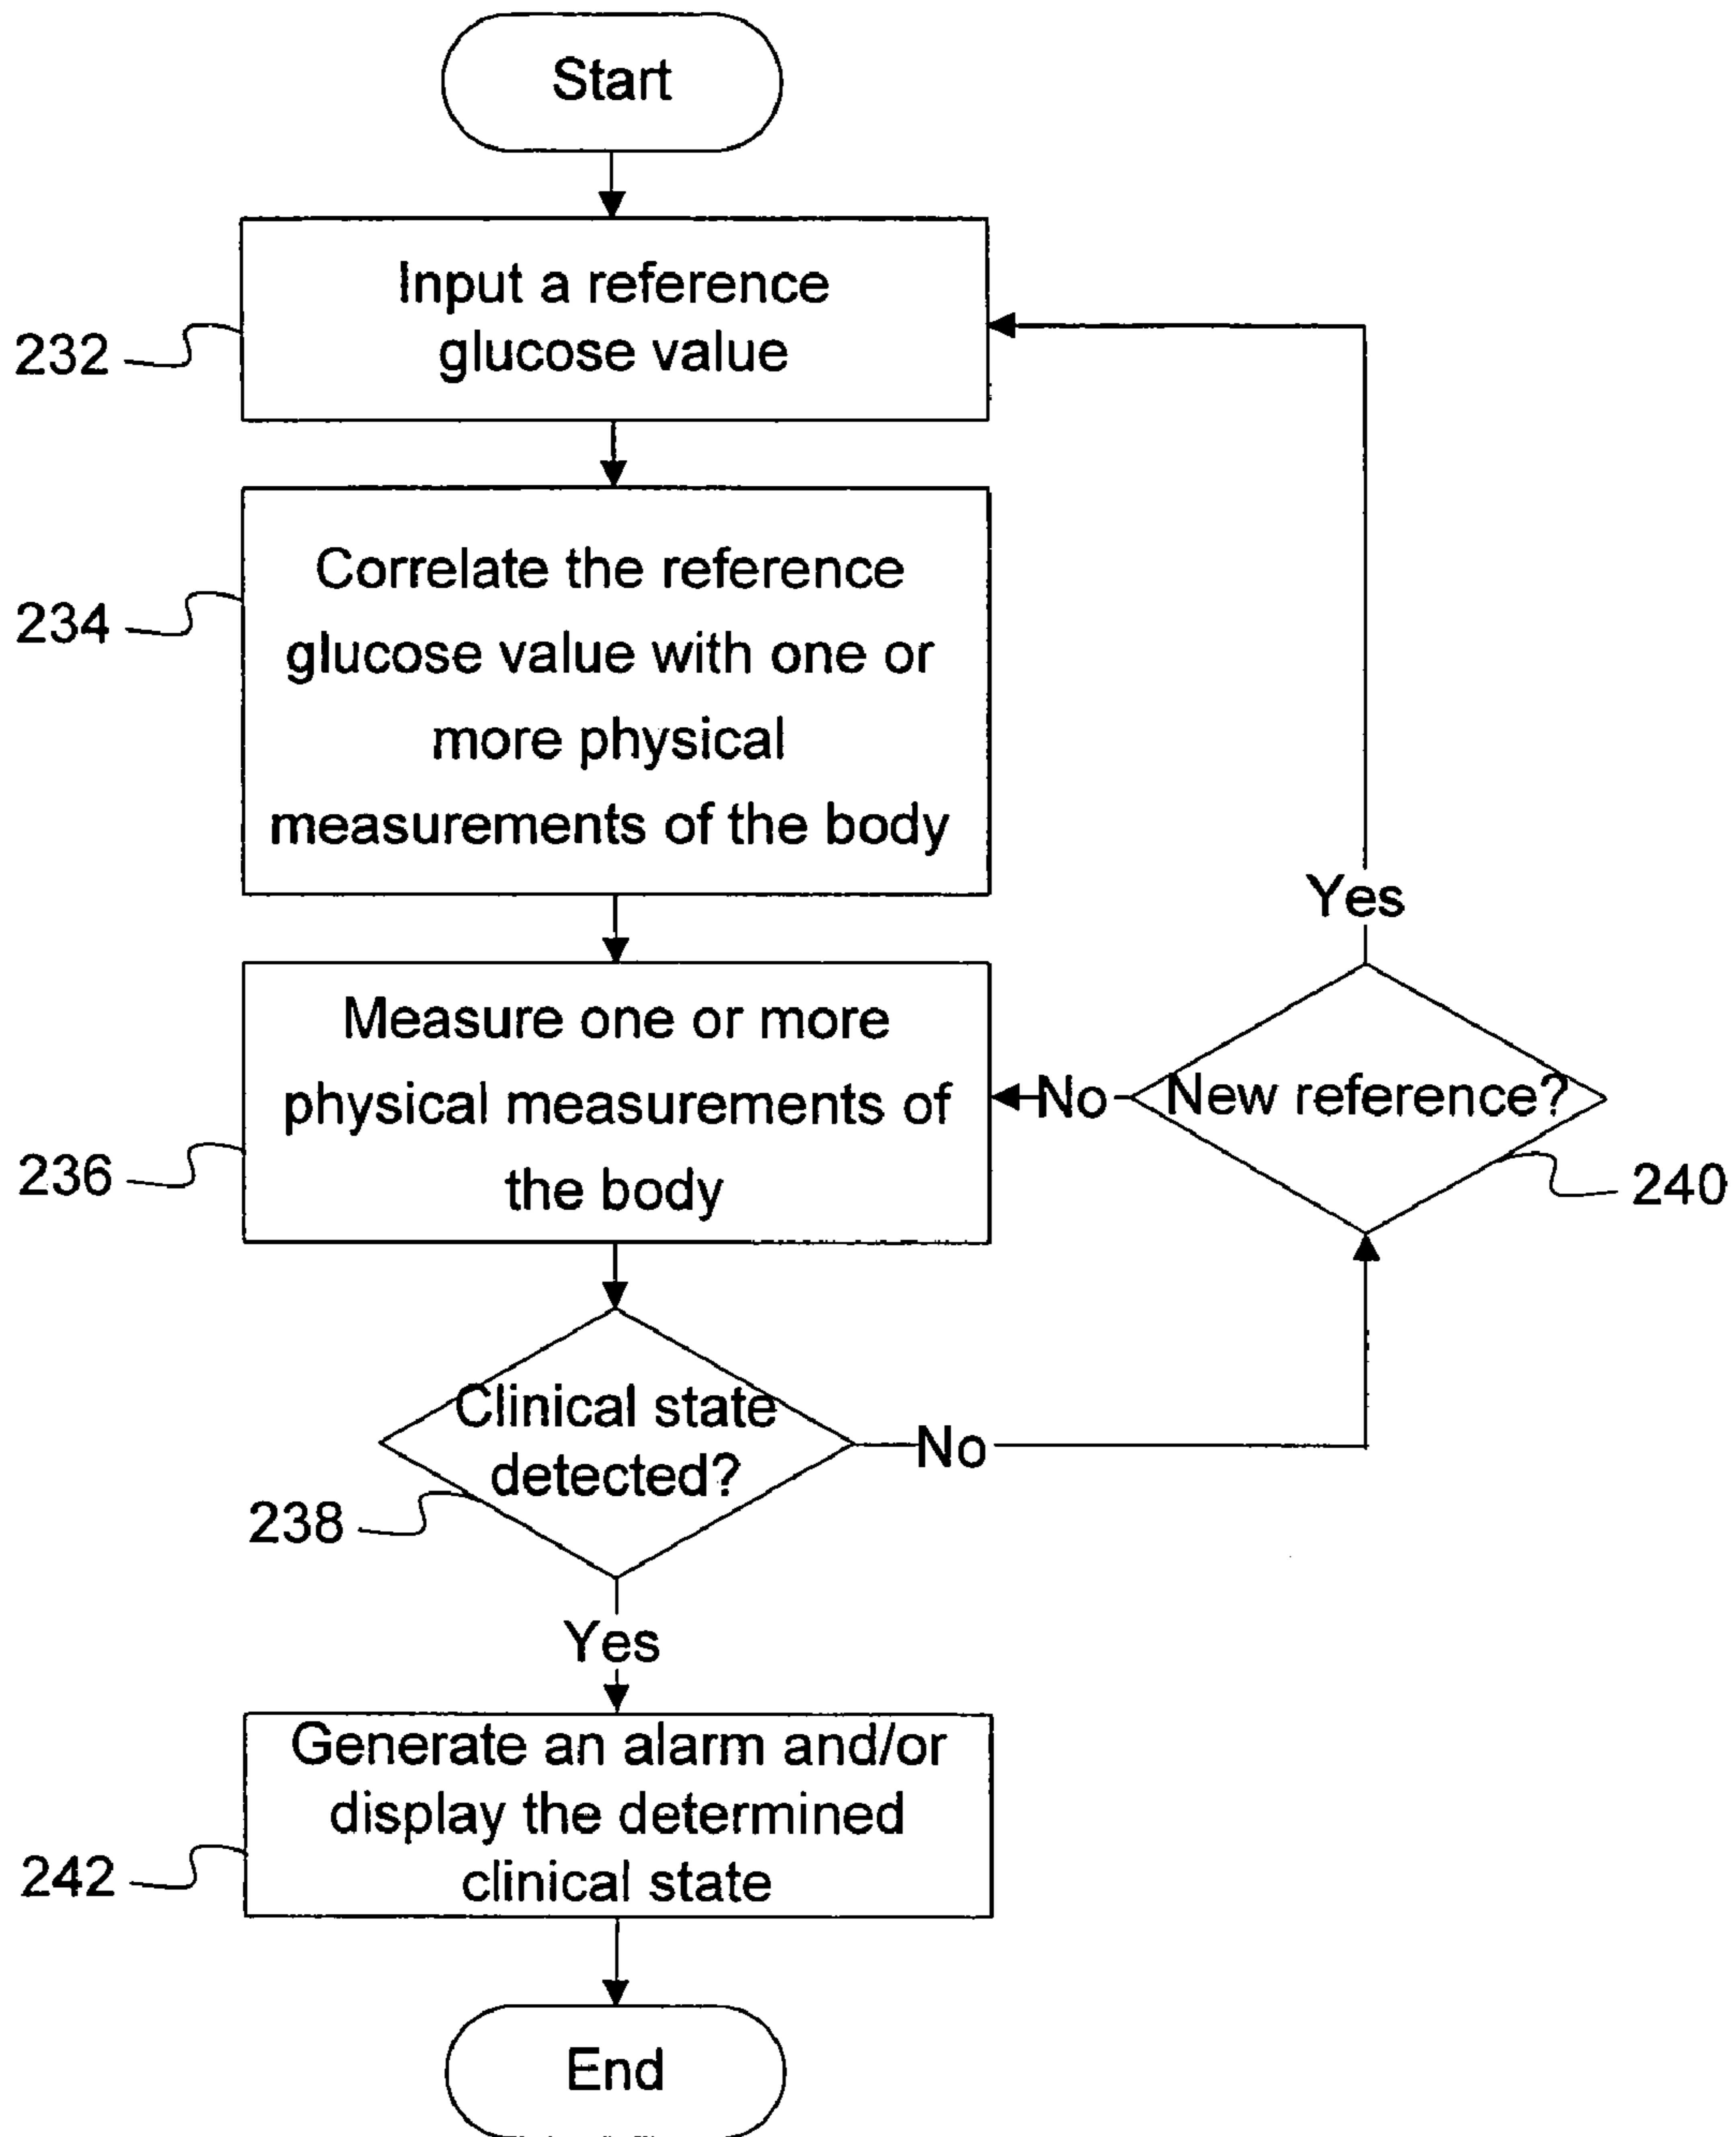 Start
Input a reference
glucose value
232
Correlate the reference
glucose value with one or
more physical
measurements of the body
234
Yes
Measure one or more
physical measurements of
the body
236
No
New reference?
240
Clinical state
detected?
No
238
Yes
Generate an alarm and/or
display the determined
clinical state
242
End